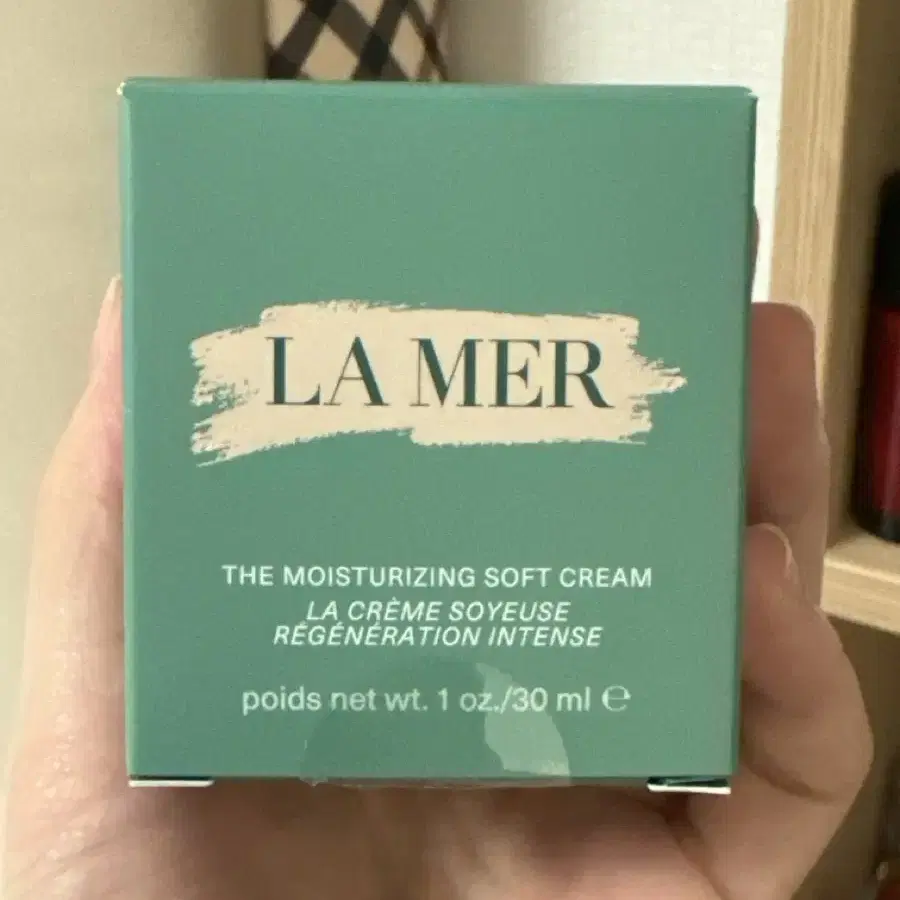 LA MER
THE MOISTURIZING SOFT CREAM
LA CRÈME SOYEUSE
RÉGÉNÉRATION INTENSE
poids net wt. 1 oz./30 ml ℮